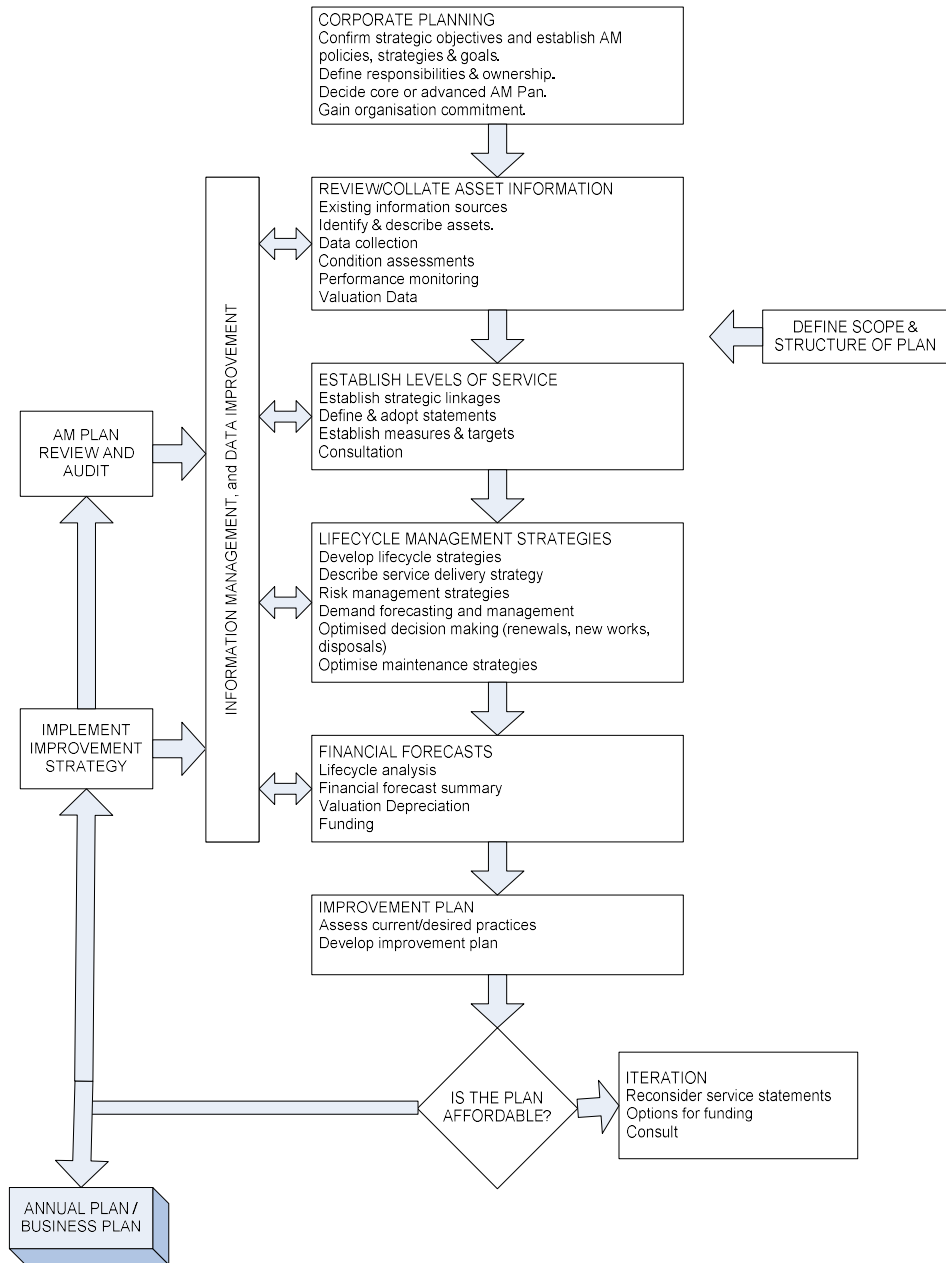 CORPORATE PLANNING
Confirm strategic objectives and establish AM
policies, strategies & goals.
Define responsibilities & ownership.
Decide core or advanced AM Pan.
Gain organisation commitment.
REVIEW/COLLATE ASSET INFORMATION
Existing information sources
Identify & describe assets.
Data collection
Condition assessments
Performance monitoring
Valuation Data
DEFINE SCOPE &
STRUCTURE OF PLAN
INFORMATION MANAGEMENT, and DATA IMPROVEMENT
ESTABLISH LEVELS OF SERVICE
Establish strategic linkages
Define & adopt statements
Establish measures & targets
Consultation
AM PLAN
REVIEW AND
AUDIT
LIFECYCLE MANAGEMENT STRATEGIES
Develop lifecycle strategies
Describe service delivery strategy
Risk management strategies
Demand forecasting and management
Optimised decision making (renewals, new works,
disposals)
Optimise maintenance strategies
IMPLEMENT
IMPROVEMENT
STRATEGY
FINANCIAL FORECASTS
Lifecycle analysis
Financial forecast summary
Valuation Depreciation
Funding
IMPROVEMENT PLAN
Assess current/desired practices
Develop improvement plan
IS THE PLAN
AFFORDABLE?
ITERATION
Reconsider service statements
Options for funding
Consult
ANNUAL PLAN /
BUSINESS PLAN